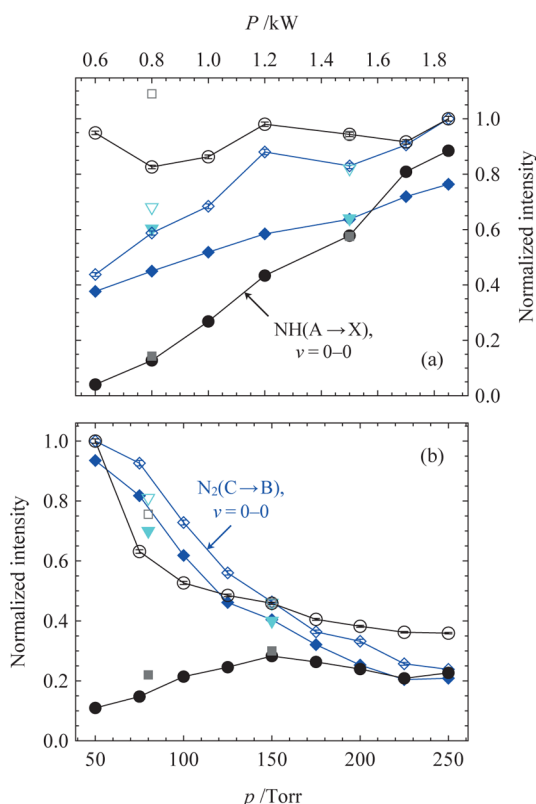 P /kW
0.6 0.8 1.0 1.2 1.4 1.6 1.8
1.0
0.8
0.6
0.4
0.2
0.0
Normalized intensity
NH(A→X),
v = 0–0
(a)
(b)
N₂(C→B),
v = 0–0
1.0
0.8
0.6
0.4
0.2
0.0
Normalized intensity
50 100 150 200 250
p /Torr